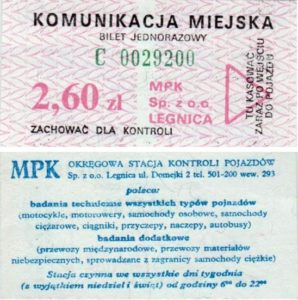 KOMUNIKACJA MIEJSKA
BILET JEDNORAZOWY
C 0029200
2,60 zł
MPK
Sp. z o.o.
LEGNICA
ZACHOWAĆ DLA KONTROLI
TU KASOWAĆ
ZARAZ PO WEJŚCIU
DO POJAZDU
MPK
OKRĘGOWA STACJA KONTROLI POJAZDÓW
Sp. z o.o. Legnica ul. Domejki 2 tel. 501-200 wew. 293
poleca:
badania techniczne wszystkich typów pojazdów
(motocykle, motorowery, samochody osobowe, samochody
ciężarowe, ciągniki, przyczepy, naczepy, autobusy)
badania dodatkowe
(przewozy międzynarodowe, przewozy materiałów
niebezpiecznych, sprowadzane z zagranicy samochody ciężkie)
Stacja czynna we wszystkie dni tygodnia
(z wyjątkiem niedziel i świąt) od godziny 6⁰⁰ do 22⁰⁰